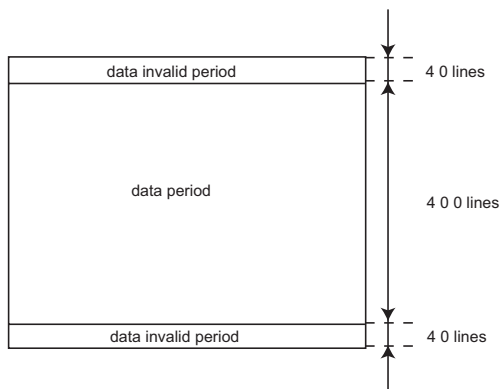 data invalid period
4 0 lines
data period
4 0 0 lines
data invalid period
4 0 lines